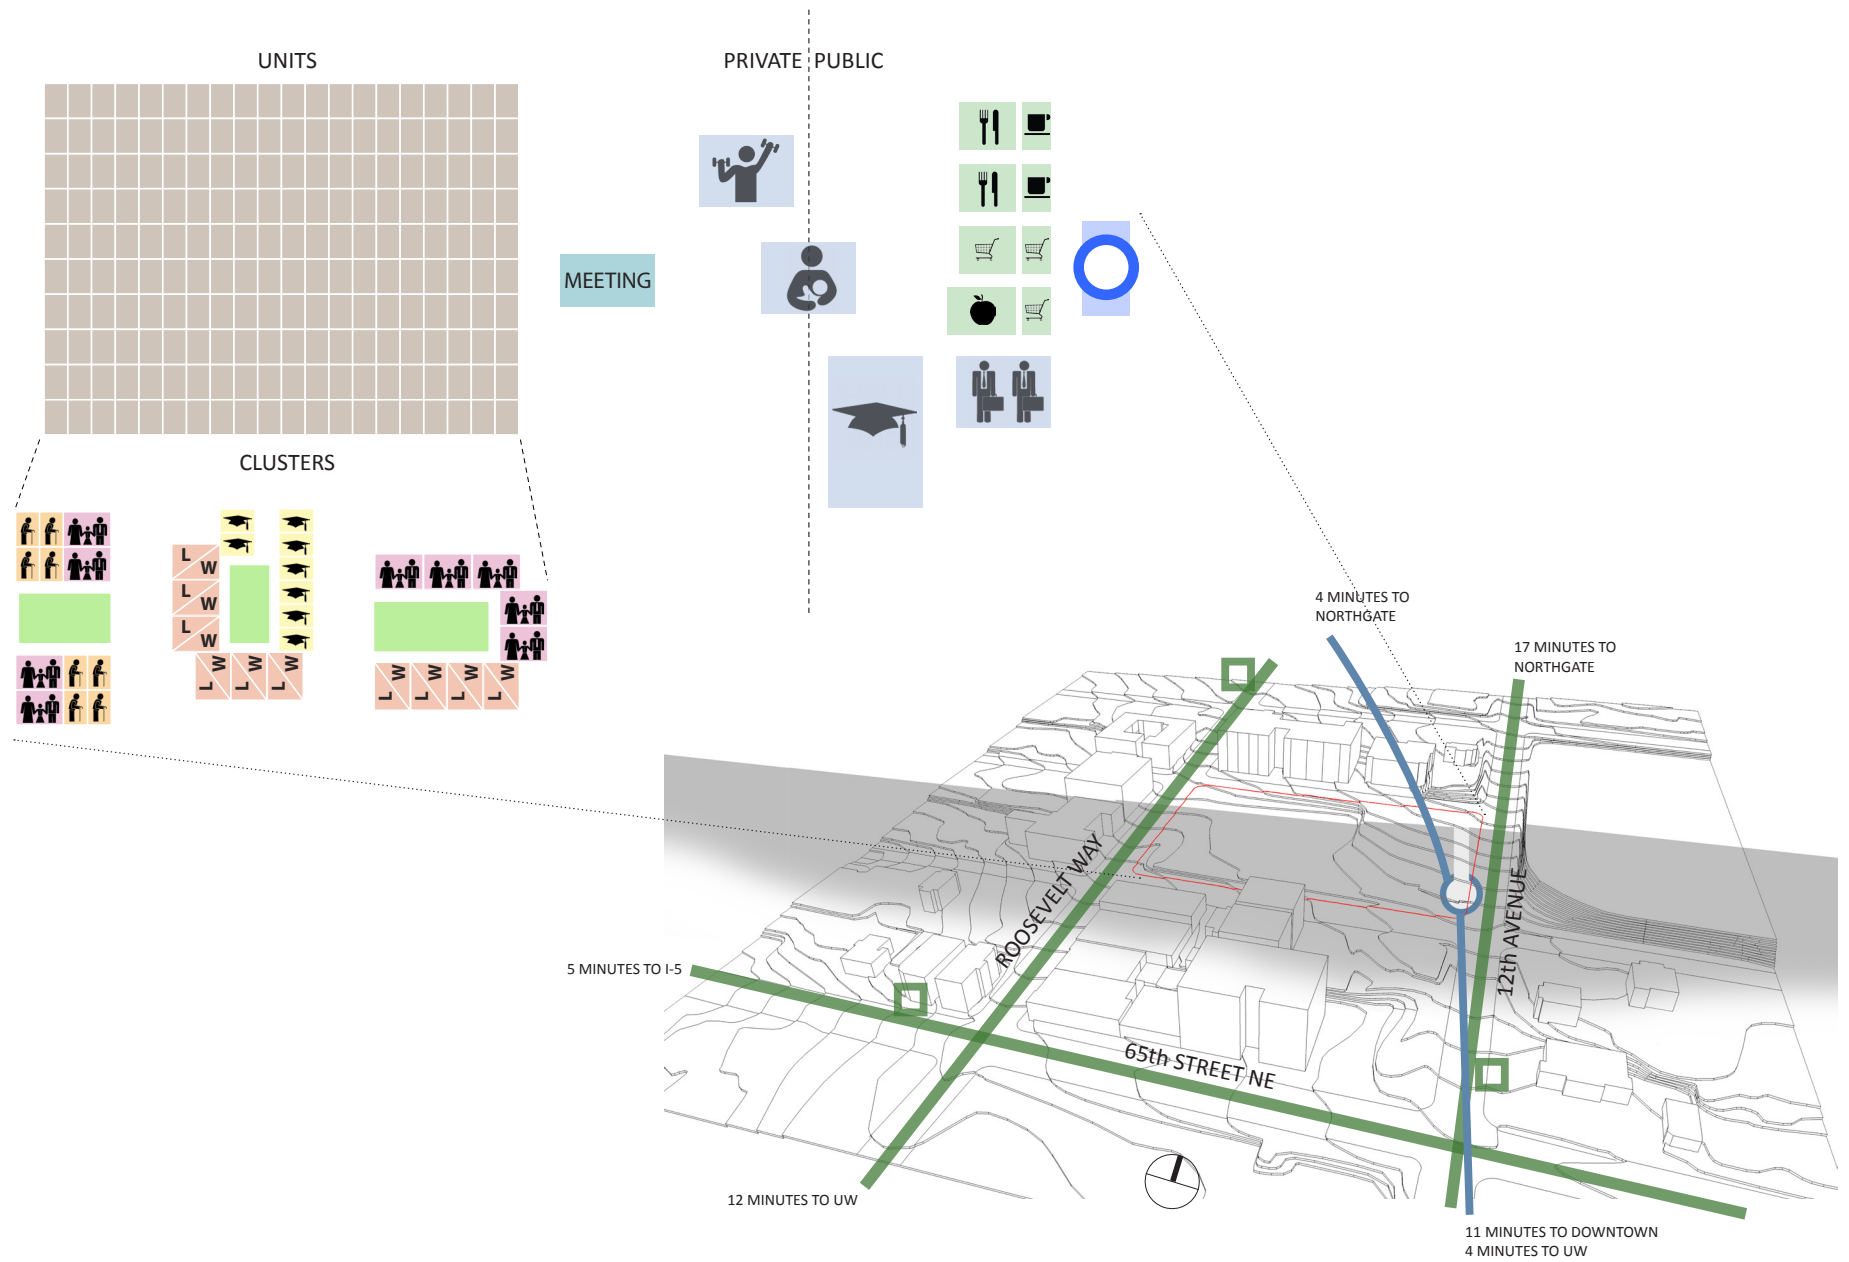 UNITS
PRIVATE PUBLIC
MEETING
CLUSTERS
L W
L W
L W
L W
L W
L W
L W
L W
L W
L W
4 MINUTES TO
NORTHGATE
17 MINUTES TO
NORTHGATE
ROOSEVELT WAY
12th AVENUE
5 MINUTES TO I-5
65th STREET NE
12 MINUTES TO UW
11 MINUTES TO DOWNTOWN
4 MINUTES TO UW